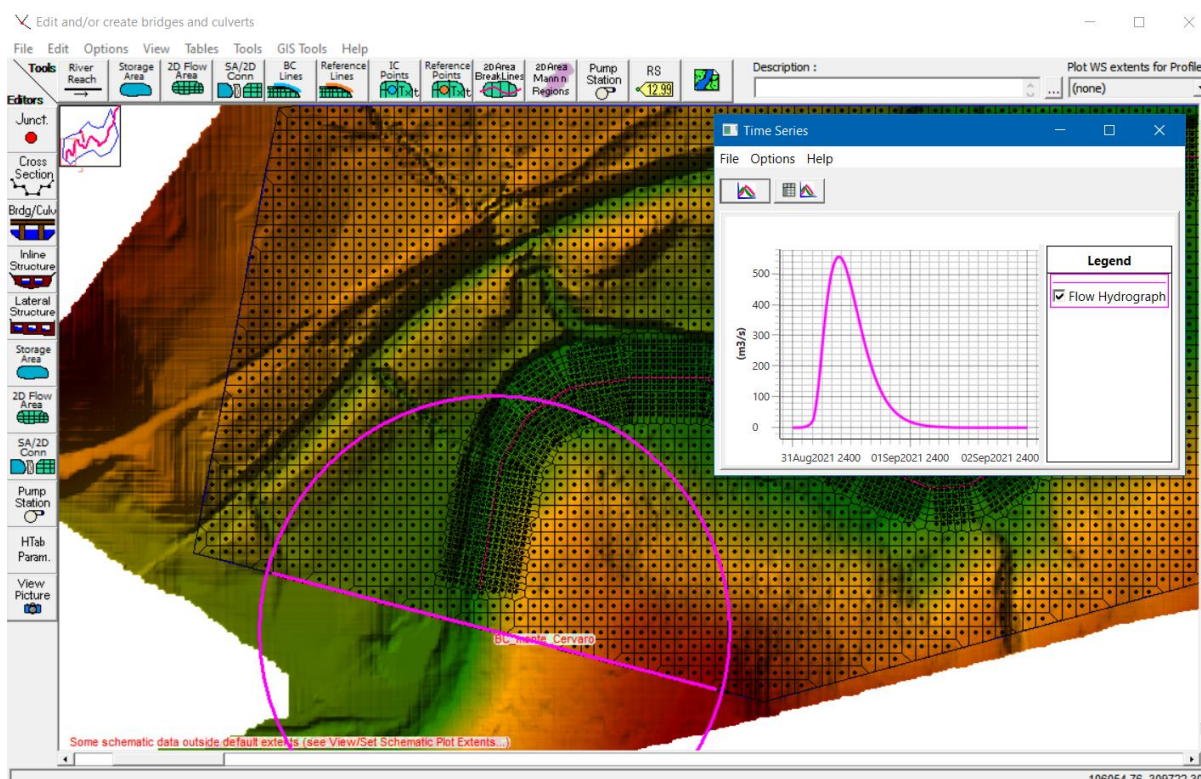 Edit and/or create bridges and culverts
File Edit Options View Tables Tools GIS Tools Help
Tools
Editors
River
Reach
Storage
Area
2D Flow
Area
SA/2D
Conn
BC
Lines
Reference
Lines
IC
Points
Reference
Points
2D Area
BreakLines
2D Area
Mann n
Regions
Pump
Station
RS
12.99
Description :
...
Plot WS extents for Profile
(none)
Junct.
Cross
Section
Brdg/Culv
Inline
Structure
Lateral
Structure
Storage
Area
2D Flow
Area
SA/2D
Conn
Pump
Station
HTab
Param.
View
Picture
Time Series
File Options Help
(m3/s)
500
400
300
200
100
0
31Aug2021 2400 01Sep2021 2400 02Sep2021 2400
Legend
Flow Hydrograph
BC_monte_Cervaro
Some schematic data outside default extents (see View/Set Schematic Plot Extents...)